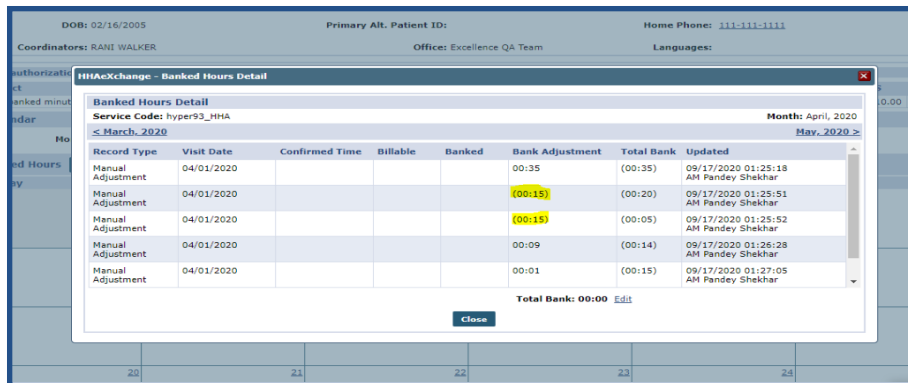 DOB: 02/16/2005 Primary Alt. Patient ID: Home Phone: 111-111-1111
Coordinators: RANI WALKER Office: Excellence QA Team Languages:
HHAeXchange - Banked Hours Detail
Banked Hours Detail
Service Code: hyper93_HHA Month: April, 2020
< March, 2020 May, 2020 >
Record Type Visit Date Confirmed Time Billable Banked Bank Adjustment Total Bank Updated
Manual Adjustment 04/01/2020 00:35 (00:35) 09/17/2020 01:25:18 AM Pandey Shekhar
Manual Adjustment 04/01/2020 (00:15) (00:20) 09/17/2020 01:25:51 AM Pandey Shekhar
Manual Adjustment 04/01/2020 (00:15) (00:05) 09/17/2020 01:25:52 AM Pandey Shekhar
Manual Adjustment 04/01/2020 00:09 (00:14) 09/17/2020 01:26:28 AM Pandey Shekhar
Manual Adjustment 04/01/2020 00:01 (00:15) 09/17/2020 01:27:05 AM Pandey Shekhar
Total Bank: 00:00 Edit
Close
20 21 22 23 24